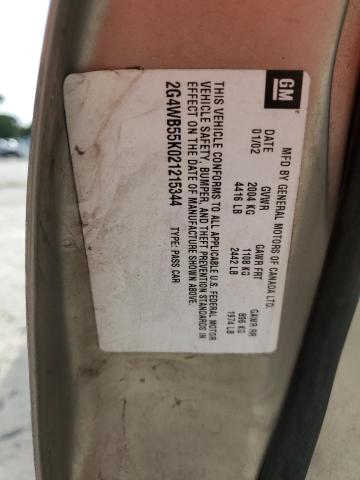 GM
MFD BY GENERAL MOTORS OF CANADA LTD.
DATE GVWR GAWR FRT GAWR RR
01/02 2004 KG 1108 KG 896 KG
4416 LB 2442 LB 1974 LB
THIS VEHICLE CONFORMS TO ALL APPLICABLE U.S. FEDERAL MOTOR
VEHICLE SAFETY, BUMPER, AND THEFT PREVENTION STANDARDS IN
EFFECT ON THE DATE OF MANUFACTURE SHOWN ABOVE.
2G4WB55K021215344 TYPE: PASS CAR